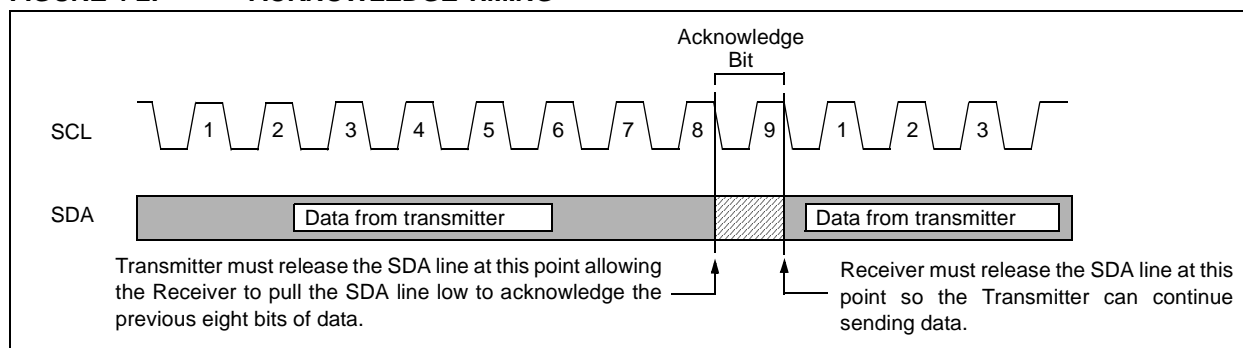 Acknowledge
Bit
SCL
1 2 3 4 5 6 7 8 9 1 2 3
SDA
Data from transmitter
Data from transmitter
Transmitter must release the SDA line at this point allowing
the Receiver to pull the SDA line low to acknowledge the
previous eight bits of data.
Receiver must release the SDA line at this
point so the Transmitter can continue
sending data.